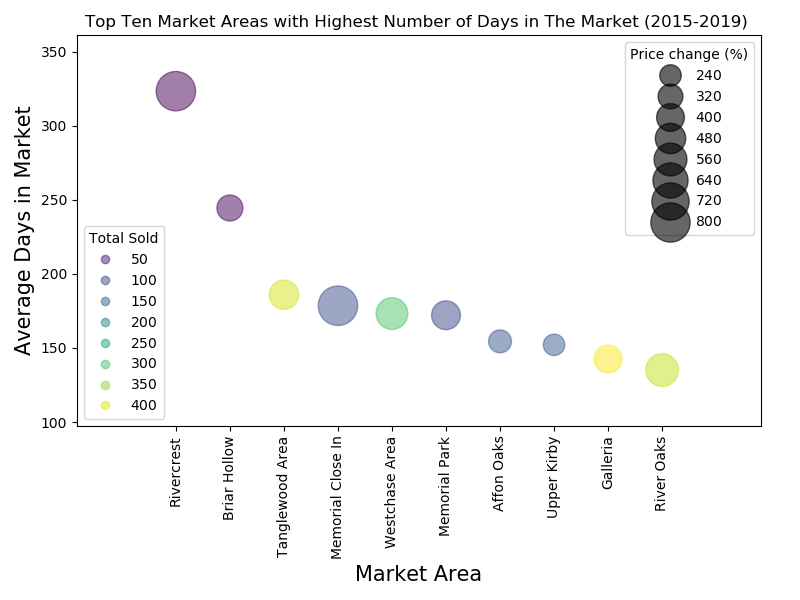 Top Ten Market Areas with Highest Number of Days in The Market (2015-2019)
Average Days in Market
350
300
250
200
150
100
Price change (%)
240
320
400
480
560
640
720
800
Total Sold
50
100
150
200
250
300
350
400
Rivercrest
Briar Hollow
Tanglewood Area
Memorial Close In
Westchase Area
Memorial Park
Affon Oaks
Upper Kirby
Galleria
River Oaks
Market Area